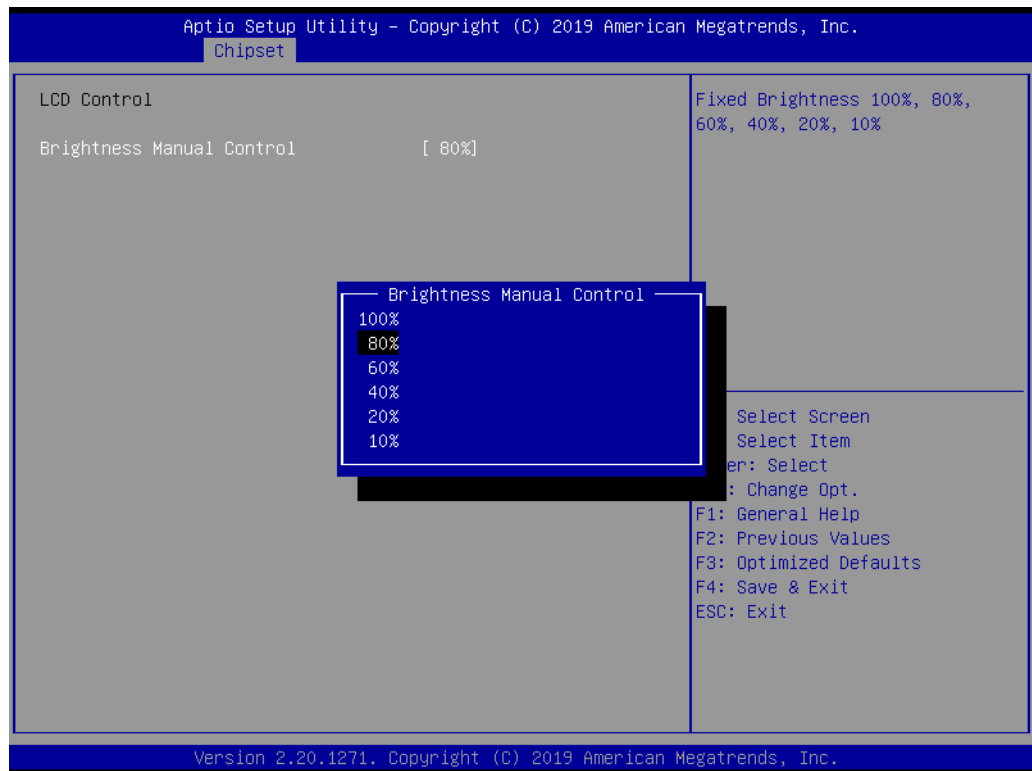 Aptio Setup Utility – Copyright (C) 2019 American Megatrends, Inc.
Chipset
LCD Control
Brightness Manual Control [ 80%]
Fixed Brightness 100%, 80%,
60%, 40%, 20%, 10%
Brightness Manual Control
100%
80%
60%
40%
20%
10%
Select Screen
Select Item
er: Select
: Change Opt.
F1: General Help
F2: Previous Values
F3: Optimized Defaults
F4: Save & Exit
ESC: Exit
Version 2.20.1271. Copyright (C) 2019 American Megatrends, Inc.